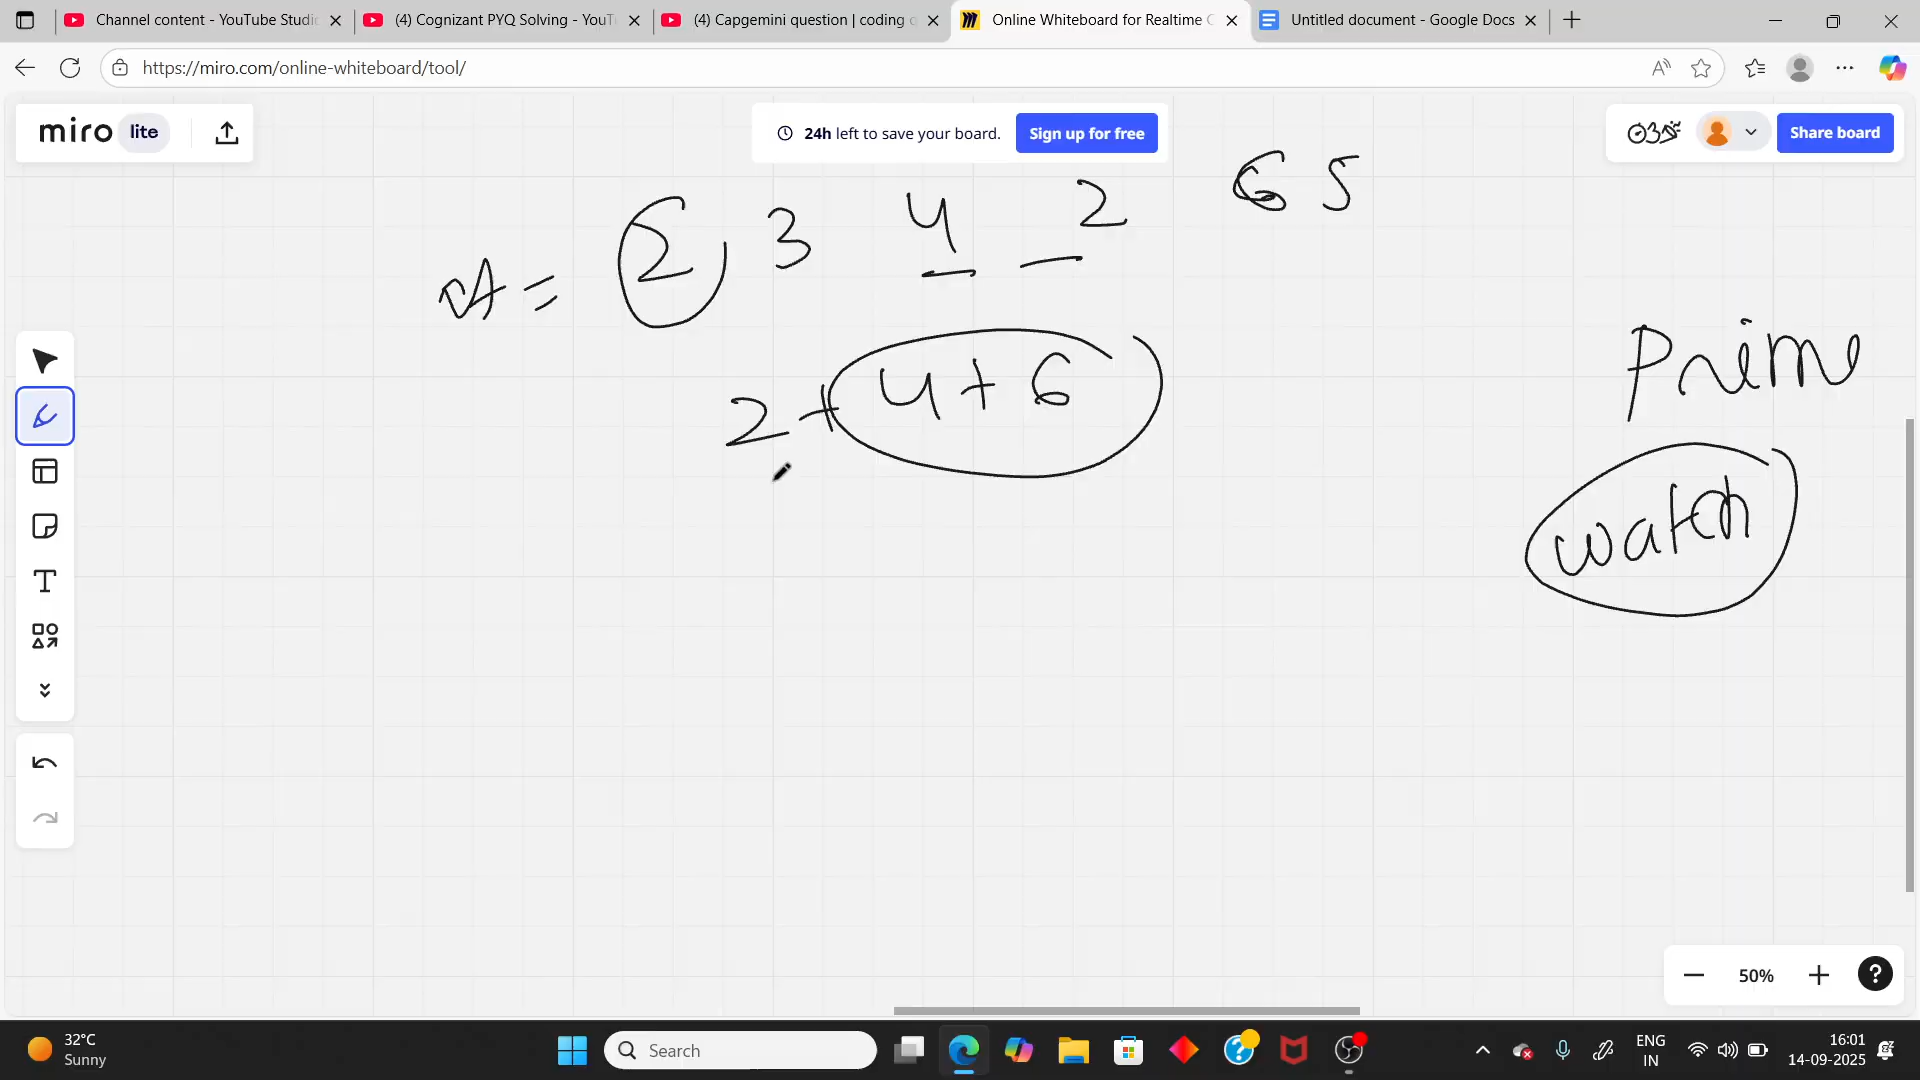 Channel content - YouTube Studi
(4) Cognizant PYQ Solving - YouT
(4) Capgemini question | coding
Online Whiteboard for Realtime C
Untitled document - Google Docs
https://miro.com/online-whiteboard/tool/
miro lite
24h left to save your board.
Sign up for free
Share board
2, 3 4 2 6 5
A =
2 + 4 + 6
Prime
watch
50%
32°C
Sunny
Search
ENG
IN
16:01
14-09-2025